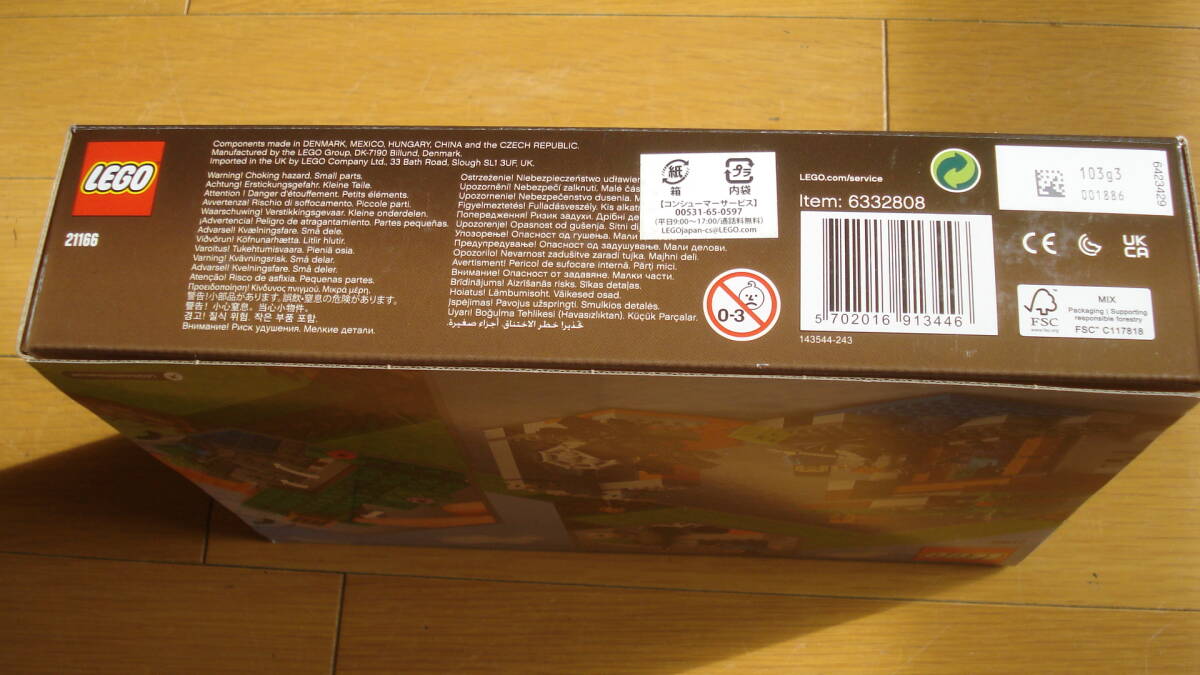 LEGO
21166
Components made in DENMARK, MEXICO, HUNGARY, CHINA and the CZECH REPUBLIC.
Manufactured by the LEGO Group, DK-7190 Billund, Denmark.
Imported in the UK by LEGO Company Ltd., 33 Bath Road, Slough SL1 3UF, UK.
Warning! Choking hazard. Small parts.
Achtung! Erstickungsgefahr. Kleine Teile.
Attention ! Danger d'étouffement. Petits éléments.
Avvertenza! Rischio di soffocamento. Piccole parti.
Waarschuwing! Verstikkingsgevaar. Kleine onderdelen.
¡Advertencia! Peligro de atragantamiento. Partes pequeñas.
Advarsel! Kvælningsfare. Små dele.
Viðvörun! Köfnunarhætta. Litlir hlutir.
Varoitus! Tukehtumisvaara. Pieniä osia.
Varning! Kvävningsrisk. Små delar.
Advarsel! Kvelningsfare. Små deler.
Atenção! Risco de asfixia. Pequenas partes.
Προειδοποίηση! Κίνδυνος πνιγμού. Μικρά μέρη.
警告!小部品があります。誤飲・窒息の危険があります。
警告! 小心窒息。当心小物件。
경고! 질식 위험. 작은 부품 포함.
Внимание! Риск удушения. Мелкие детали.
Ostrzeżenie! Niebezpieczeństwo
Upozornění! Nebezpečí zalknutí. Malé
Upozornenie! Nebezpečenstvo dusenia.
Figyelmeztetés! Fulladásveszély. Kis
Попередження! Ризик задухи. Дрібні
Upozorenje! Opasnost od gušenja. Sitni
Упозорење! Опасност од гушења. Мали
Предупредување! Опасност од задушување. Мали делови.
Opozorilo! Nevarnost zadušitve zaradi tujka. Majhni deli.
Avertisment! Pericol de sufocare internă. Părți mici.
Внимание! Опасност от задавяне. Малки части.
Brīdinājums! Aizrīšanās risks. Sīkas detaļas.
Hoiatus! Lämbumisoht. Väikesed osad.
Įspėjimas! Pavojus užspringti. Smulkios detalės.
Uyarı! Boğulma Tehlikesi (Havasızlıktan). Küçük Parçalar.
تحذير! خطر الاختناق. أجزاء صغيرة.
紙
箱
プラ
内袋
【コンシューマーサービス】
00531-65-0597
(平日9:00～17:00/通話料無料)
LEGOjapan-cs@LEGO.com
0-3
LEGO.com/service
Item: 6332808
5 702016 913446
143544-243
103g3
001886
6423429
CE
UK
CA
FSC
www.fsc.org
MIX
Packaging | Supporting
responsible forestry
FSC™ C117818